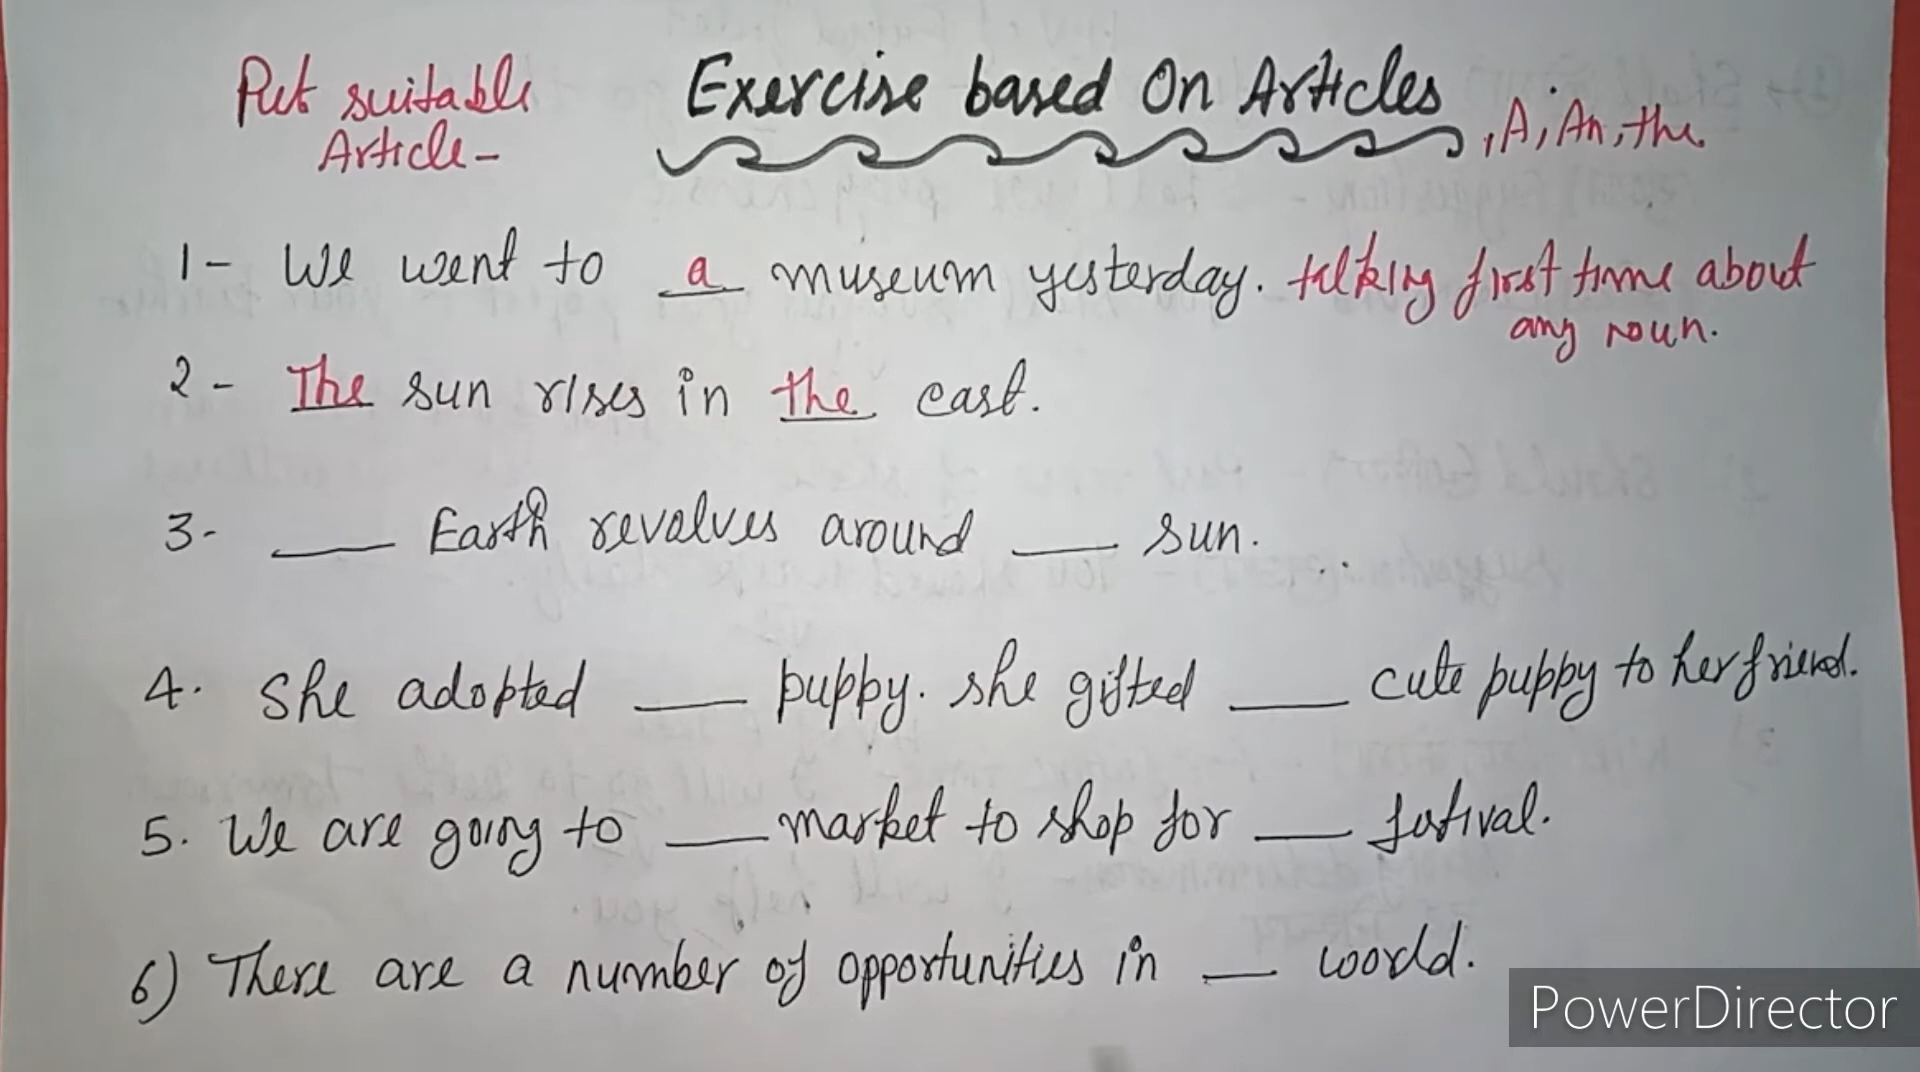 Put suitable Article-
Exercise based On Articles, A, An, the
1- We went to a museum yesterday. talking first time about any noun.
2- The sun rises in the east.
3- ___ Earth revolves around ___ sun.
4. She adopted ___ puppy. she gifted ___ cute puppy to her friend.
5. We are going to ___ market to shop for ___ festival.
6) There are a number of opportunities in ___ world.
PowerDirector